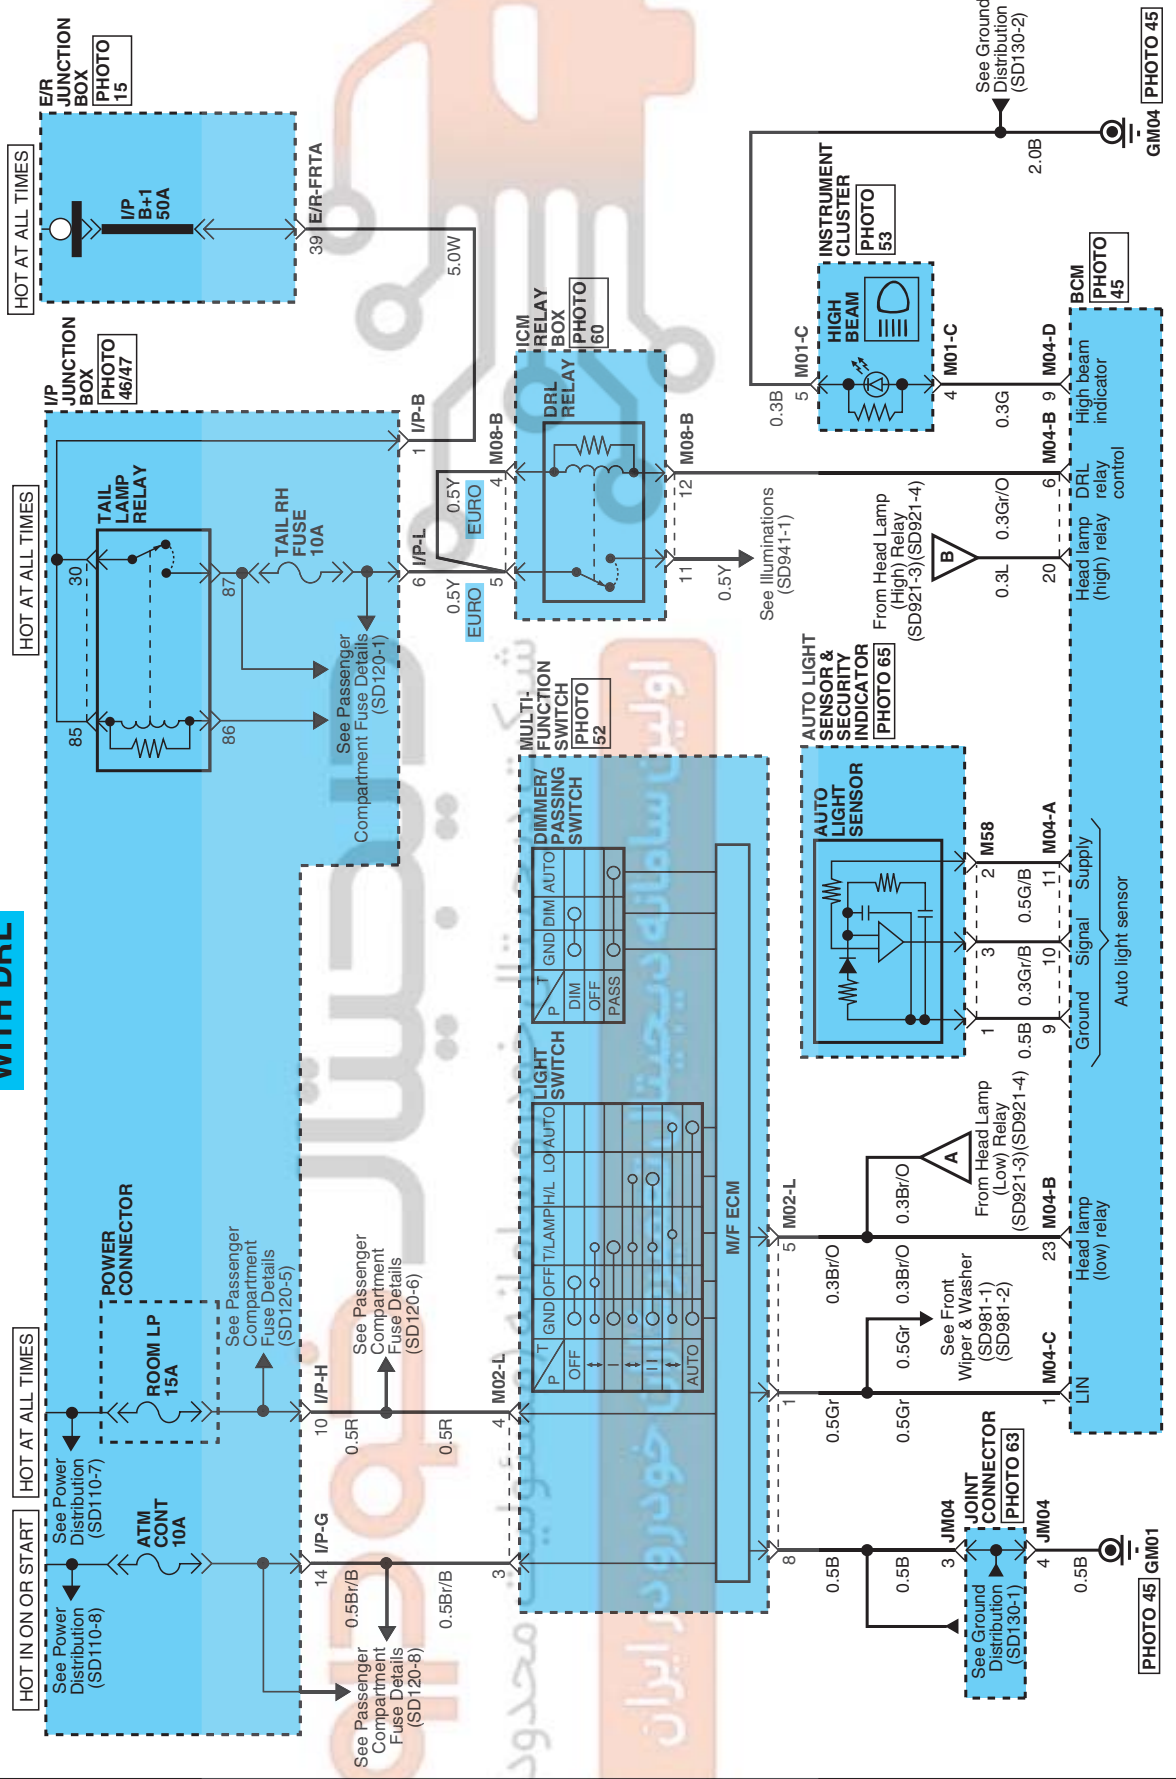 WITH DRL
HOT IN ON OR START
HOT AT ALL TIMES
HOT AT ALL TIMES
HOT AT ALL TIMES
See Power
Distribution
(SD110-8)
ATM
CONT
10A
See Power
Distribution
(SD110-7)
ROOM LP
15A
POWER
CONNECTOR
See Passenger
Compartment
Fuse Details
(SD120-5)
85
30
TAIL
LAMP
RELAY
86
87
TAIL RH
FUSE
10A
See Passenger
Compartment Fuse Details
(SD120-1)
I/P
JUNCTION
BOX
PHOTO
46/47
I/P
B+1
50A
E/R
JUNCTION
BOX
PHOTO
15
39
E/R-FRTA
5.0W
14
I/P-G
10
I/P-H
6
I/P-L
1
I/P-B
0.5Br/B
0.5R
See Passenger
Compartment
Fuse Details
(SD120-8)
See Passenger
Compartment
Fuse Details
(SD120-6)
0.5Br/B
0.5R
0.5Y
EURO
0.5Y
EURO
3
4
M02-L
5
4
M08-B
ICM
RELAY
BOX
PHOTO
60
DRL
RELAY
11
12
M08-B
0.5Y
See Illuminations
(SD941-1)
MULTI-
FUNCTION
SWITCH
PHOTO
52
LIGHT
SWITCH
P T GND OFF T/LAMP H/L LO AUTO
OFF
I
II
AUTO
DIMMER/
PASSING
SWITCH
P T GND DIM AUTO
DIM
OFF
PASS
M/F ECM
8
1
5
M02-L
0.5B
0.5Gr
0.3Br/O
0.5B
0.5Gr
0.5Gr
0.3Br/O
0.3Br/O
See Front
Wiper & Washer
(SD981-1)
(SD981-2)
A
From Head Lamp
(Low) Relay
(SD921-3)(SD921-4)
3
JM04
JOINT
CONNECTOR
PHOTO 63
See Ground
Distribution
(SD130-1)
4
JM04
0.5B
PHOTO 45
GM01
AUTO LIGHT
SENSOR &
SECURITY
INDICATOR
PHOTO 65
AUTO
LIGHT
SENSOR
1
3
2
M58
0.5B
0.3Gr/B
0.5G/B
From Head Lamp
(High) Relay
(SD921-3)(SD921-4)
B
0.3L
0.3Gr/O
0.3B
5
M01-C
HIGH
BEAM
INSTRUMENT
CLUSTER
PHOTO
53
4
M01-C
0.3G
See Ground
Distribution
(SD130-2)
2.0B
GM04
PHOTO 45
1
M04-C
23
M04-B
9
10
11
M04-A
20
6
M04-B
9
M04-D
LIN
Head lamp
(low) relay
Ground
Signal
Supply
Auto light sensor
Head lamp
(high) relay
DRL
relay
control
High beam
indicator
BCM
PHOTO
45
اولین سامانه دیجیتال تعمیرکاران خودرو در ایران